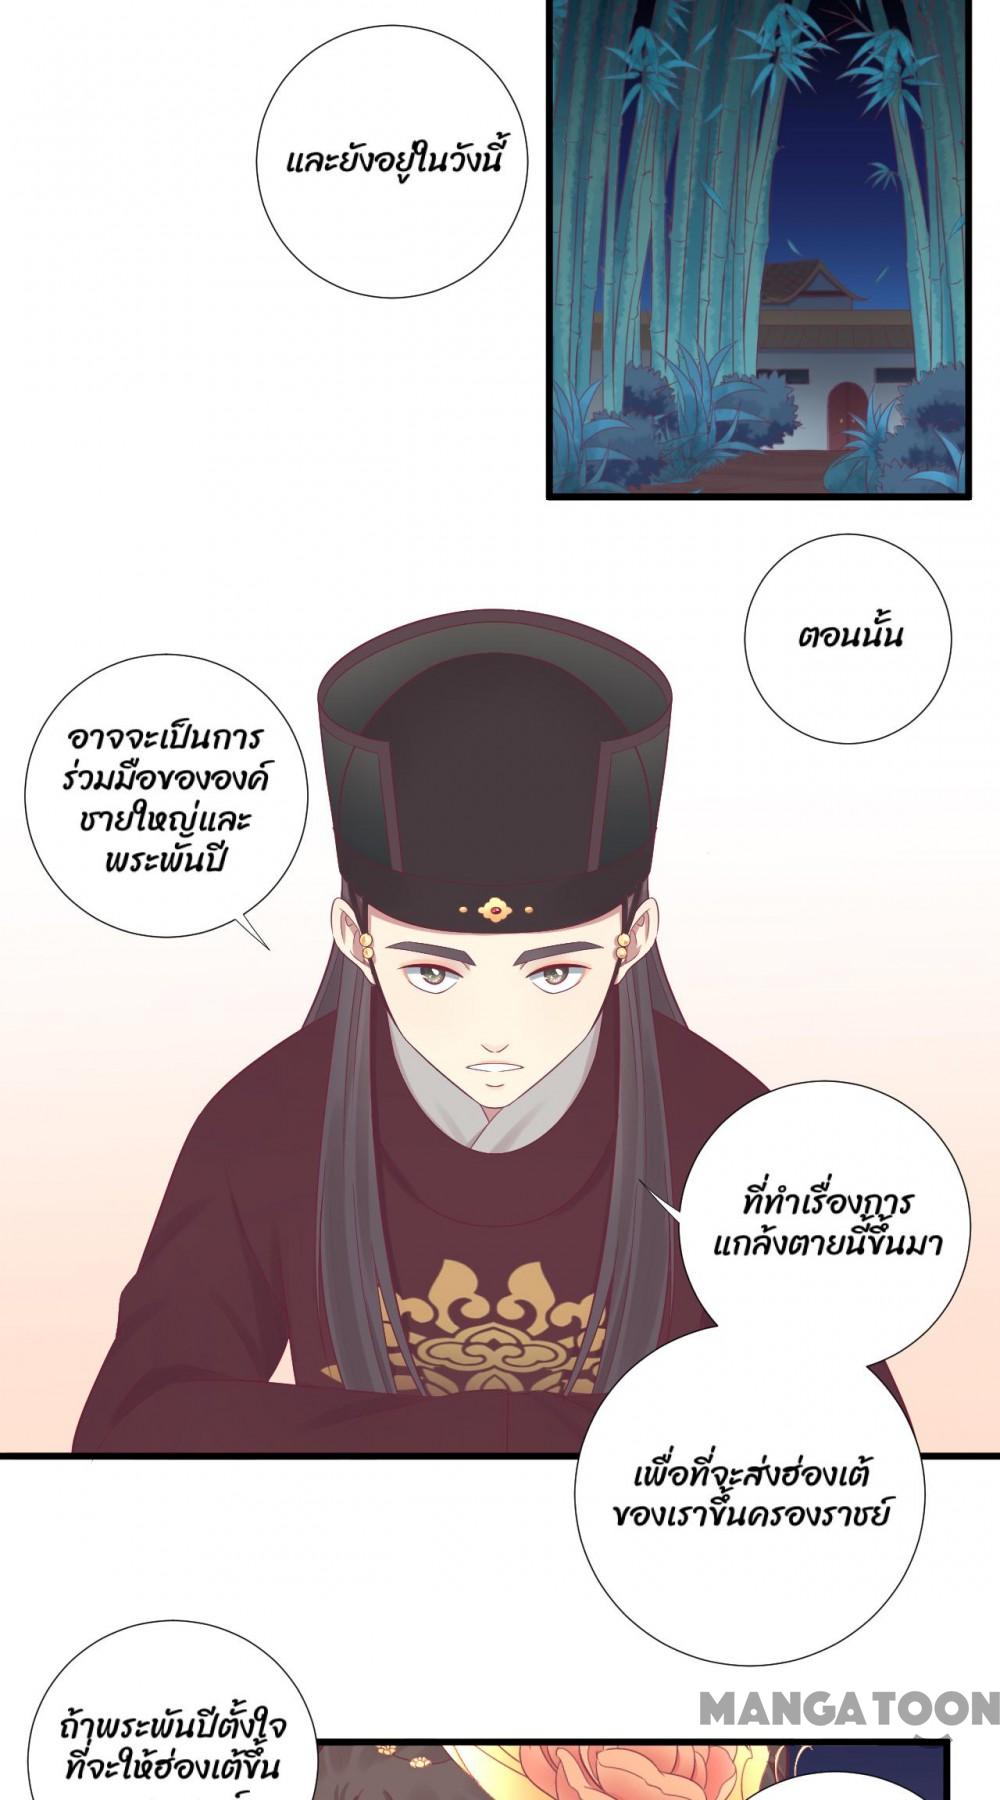 และยังอยู่ในวังนี้
ตอนนั้น
อาจจะเป็นการ
ร่วมมือขององค์
ชายใหญ่และ
พระพันปี
ที่ทำเรื่องการ
แกล้งตายนี้ขึ้นมา
เพื่อที่จะส่งฮ่องเต้
ของเราขึ้นครองราชย์
MANGATOON
ถ้าพระพันปีตั้งใจ
ที่จะให้ฮ่องเต้ขึ้น